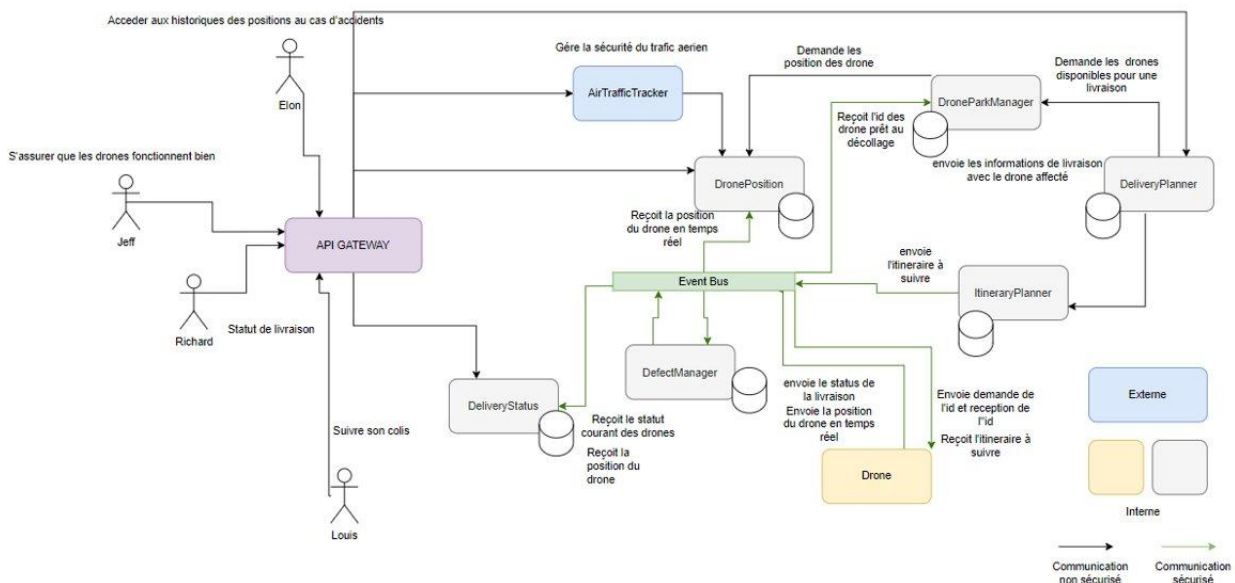 Acceder aux historiques des positions au cas d'accidents
Elon
Gére la sécurité du trafic aerien
AirTrafficTracker
Demande les
position des drone
DroneParkManager
Demande les drones
disponibles pour une
livraison
Reçoit l'id des
drone prêt au
décollage
envoie les informations de livraison
avec le drone affecté
DeliveryPlanner
S'assurer que les drones fonctionnent bien
Jeff
API GATEWAY
DronePosition
Reçoit la position
du drone en temps
réel
Richard
Statut de livraison
Event Bus
envoie
l'itineraire à
suivre
ItineraryPlanner
DeliveryStatus
DefectManager
Reçoit le statut
courant des drones
Reçoit la
position du
drone
envoie le status de
la livraison
Envoie la position
du drone en temps
réel
Envoie demande de
l'id et reception de
l''id
Reçoit l'itineraire à
suivre
Drone
Suivre son colis
Louis
Externe
Interne
Communication
non sécurisé
Communication
sécurisé